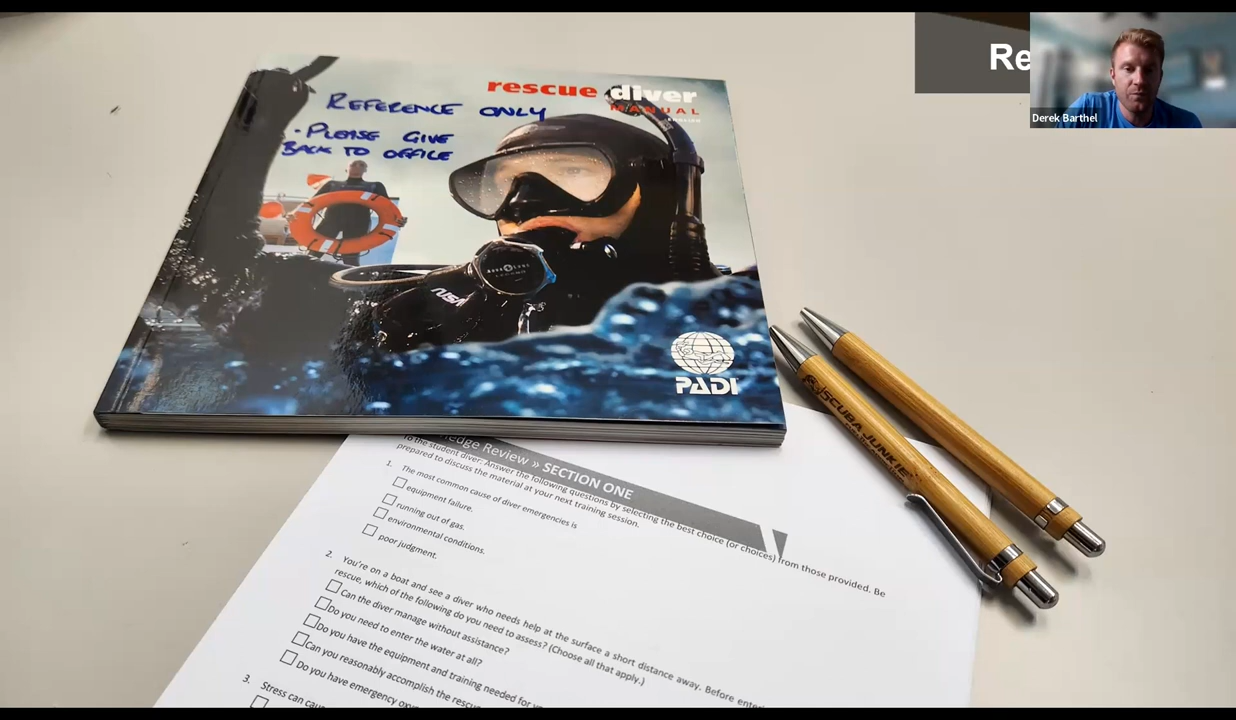 Re
Derek Barthel
rescue diver
MANUAL
ENGLISH
REFERENCE ONLY
· PLEASE GIVE
BACK TO OFFICE
AQUALUNG
PADI
SCUBA JUNKIE
Knowledge Review » SECTION ONE
To the student diver: Answer the following questions by selecting the best choice (or choices) from those provided. Be
prepared to discuss the material at your next training session.
1. The most common cause of diver emergencies is
equipment failure.
running out of gas.
environmental conditions.
poor judgment.
2. You're on a boat and see a diver who needs help at the surface a short distance away. Before
rescue, which of the following do you need to assess? (Choose all that apply.)
Can the diver manage without assistance?
Do you need to enter the water at all?
Do you have the equipment and training needed for
Can you reasonably accomplish the
Do you have emergency
3. Stress can